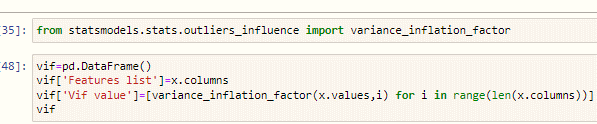 [35]: from statsmodels.stats.outliers_influence import variance_inflation_factor
[48]: vif=pd.DataFrame()
vif['Features list']=x.columns
vif['Vif value']=[variance_inflation_factor(x.values,i) for i in range(len(x.columns))]
vif